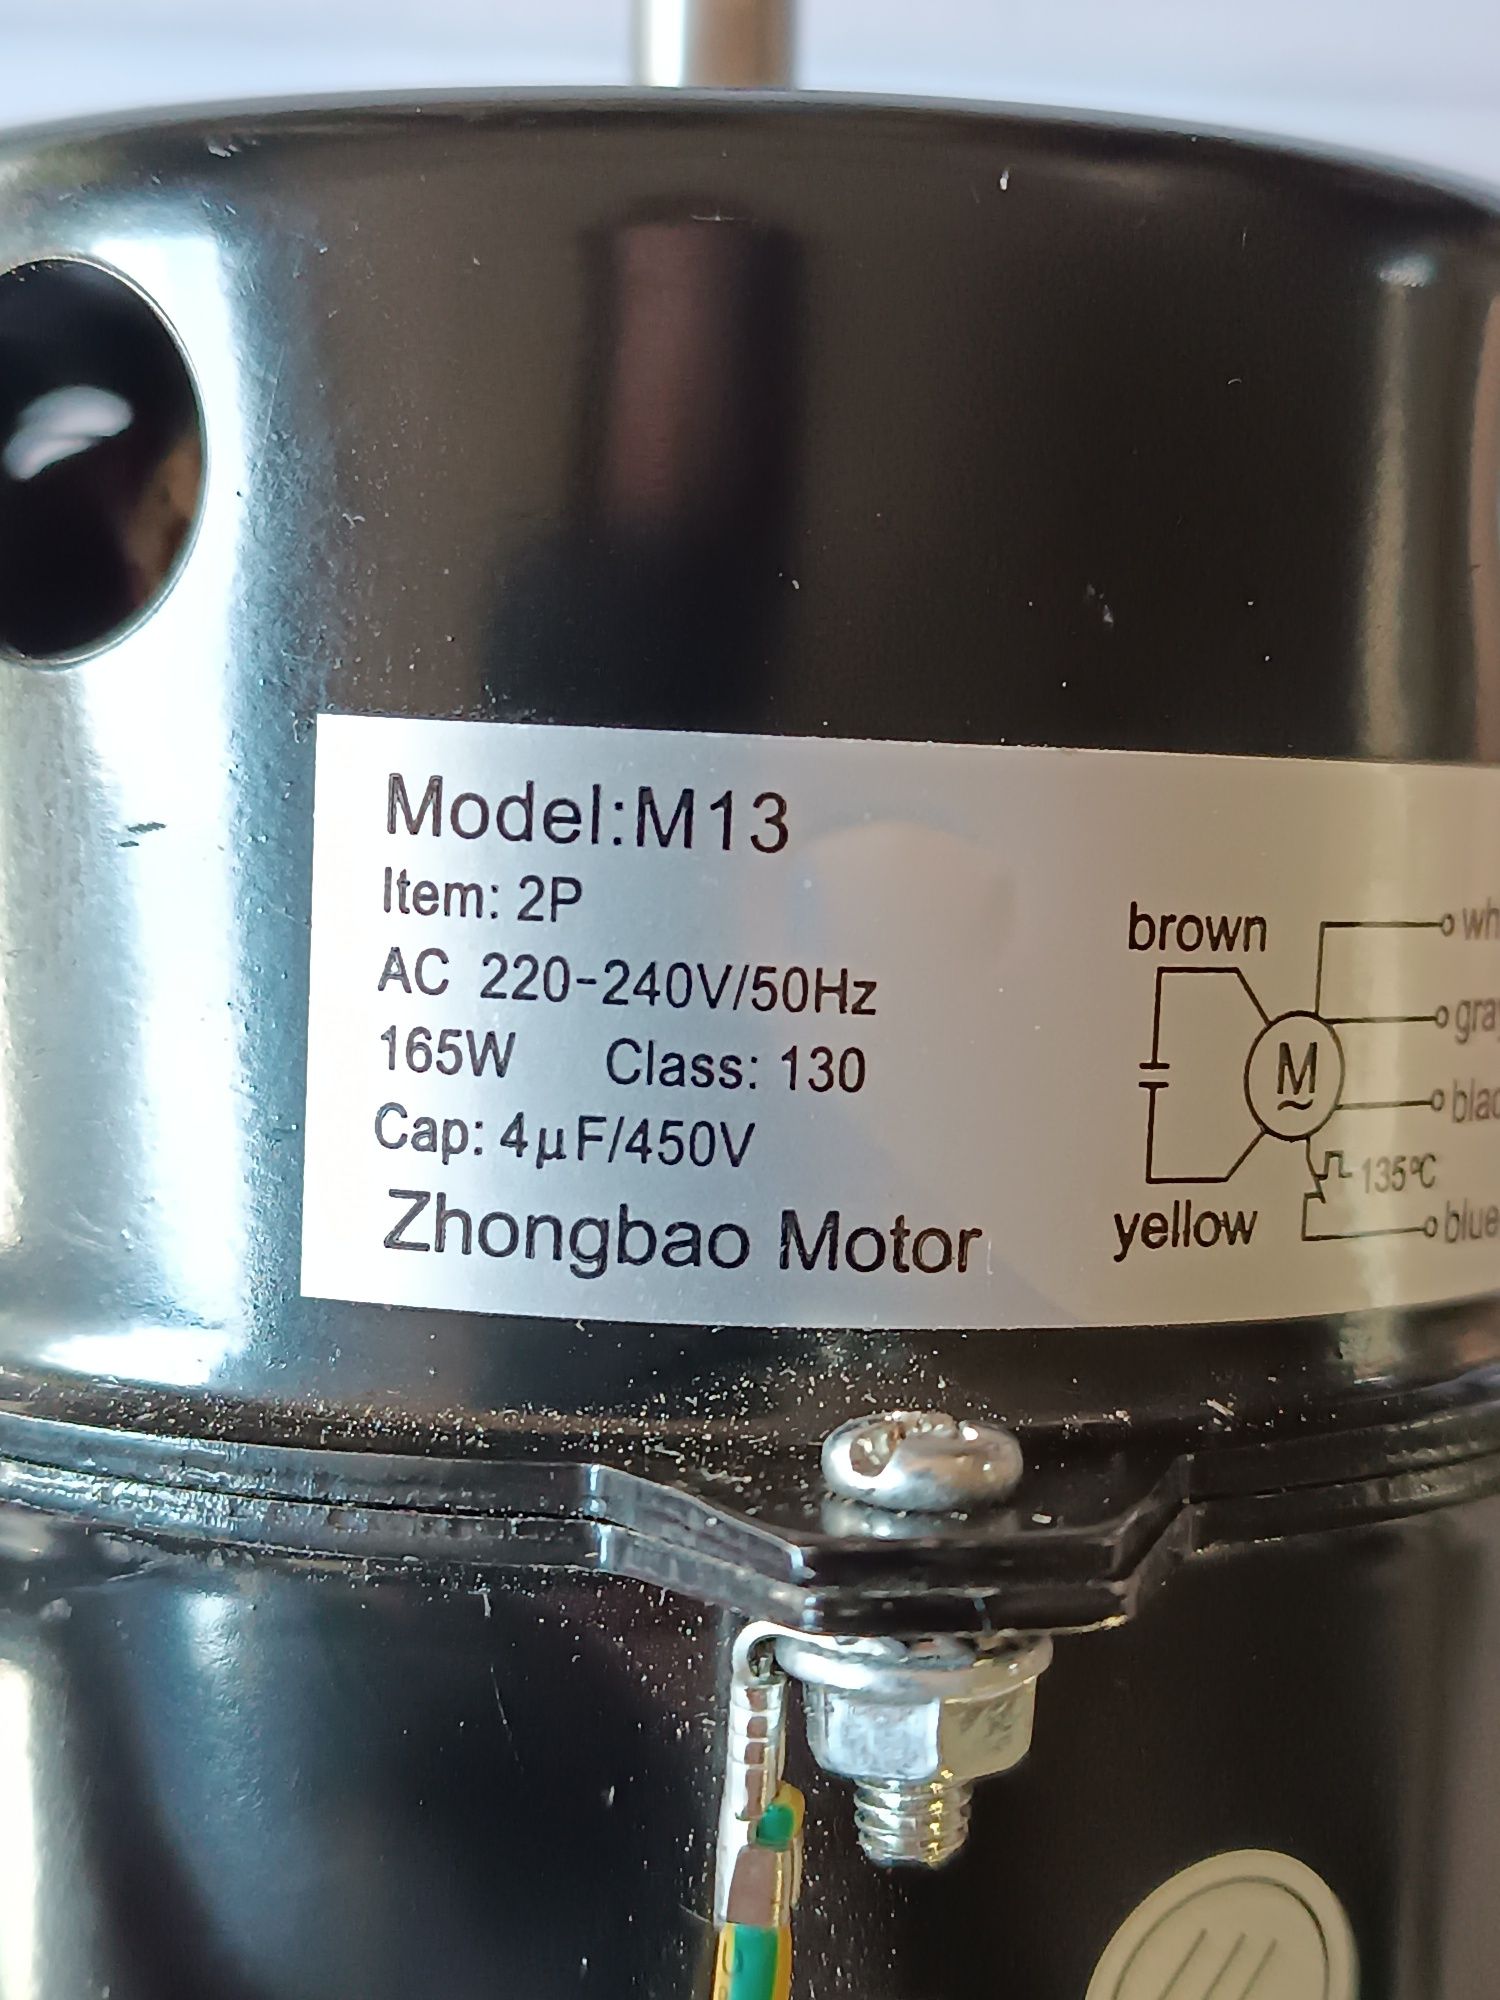 Model:M13
Item: 2P
AC 220-240V/50Hz
165W Class: 130
Cap: 4μF/450V
Zhongbao Motor
brown
M
~
135℃
blue
yellow